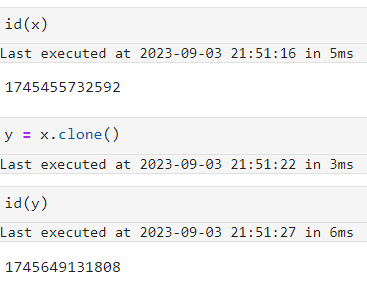 id(x)
Last executed at 2023-09-03 21:51:16 in 5ms
1745455732592
y = x.clone()
Last executed at 2023-09-03 21:51:22 in 3ms
id(y)
Last executed at 2023-09-03 21:51:27 in 6ms
1745649131808